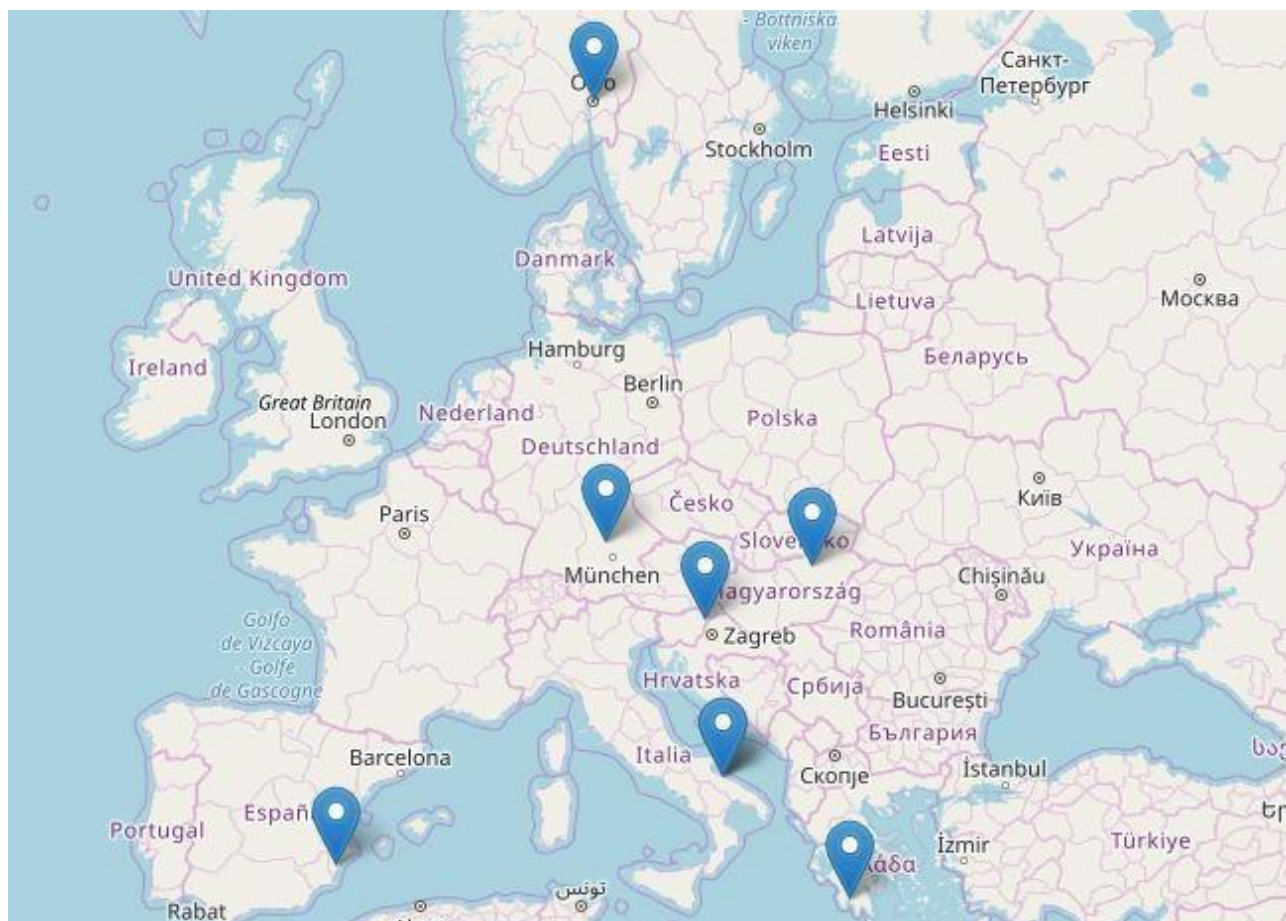 - Bottniska
viken
Санкт-
Петербург
Helsinki
Stockholm
Eesti
Latvija
Danmark
United Kingdom
Москва
Lietuva
Hamburg
Беларусь
Ireland
Berlin
Great Britain
London
Nederland
Polska
Deutschland
Київ
Česko
Paris
Україна
München
Chișinău
Golfo
de Vizcaya
- Golfe
de Gascogne
România
Zagreb
Hrvatska
Србија
București
България
Italia
Barcelona
Скопје
İstanbul
Portugal
İzmir
Türkiye
تونس
Rabat